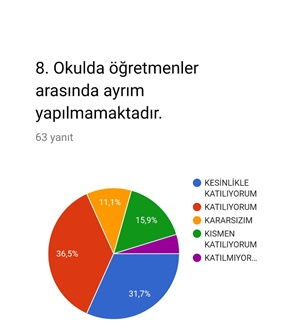 8. Okulda öğretmenler
arasında ayrım
yapılmamaktadır.
63 yanıt
KESİNLİKLE
KATILIYORUM
KATILIYORUM
KARARSIZIM
KISMEN
KATILIYORUM
KATILMIYOR...
11,1%
15,9%
36,5%
31,7%